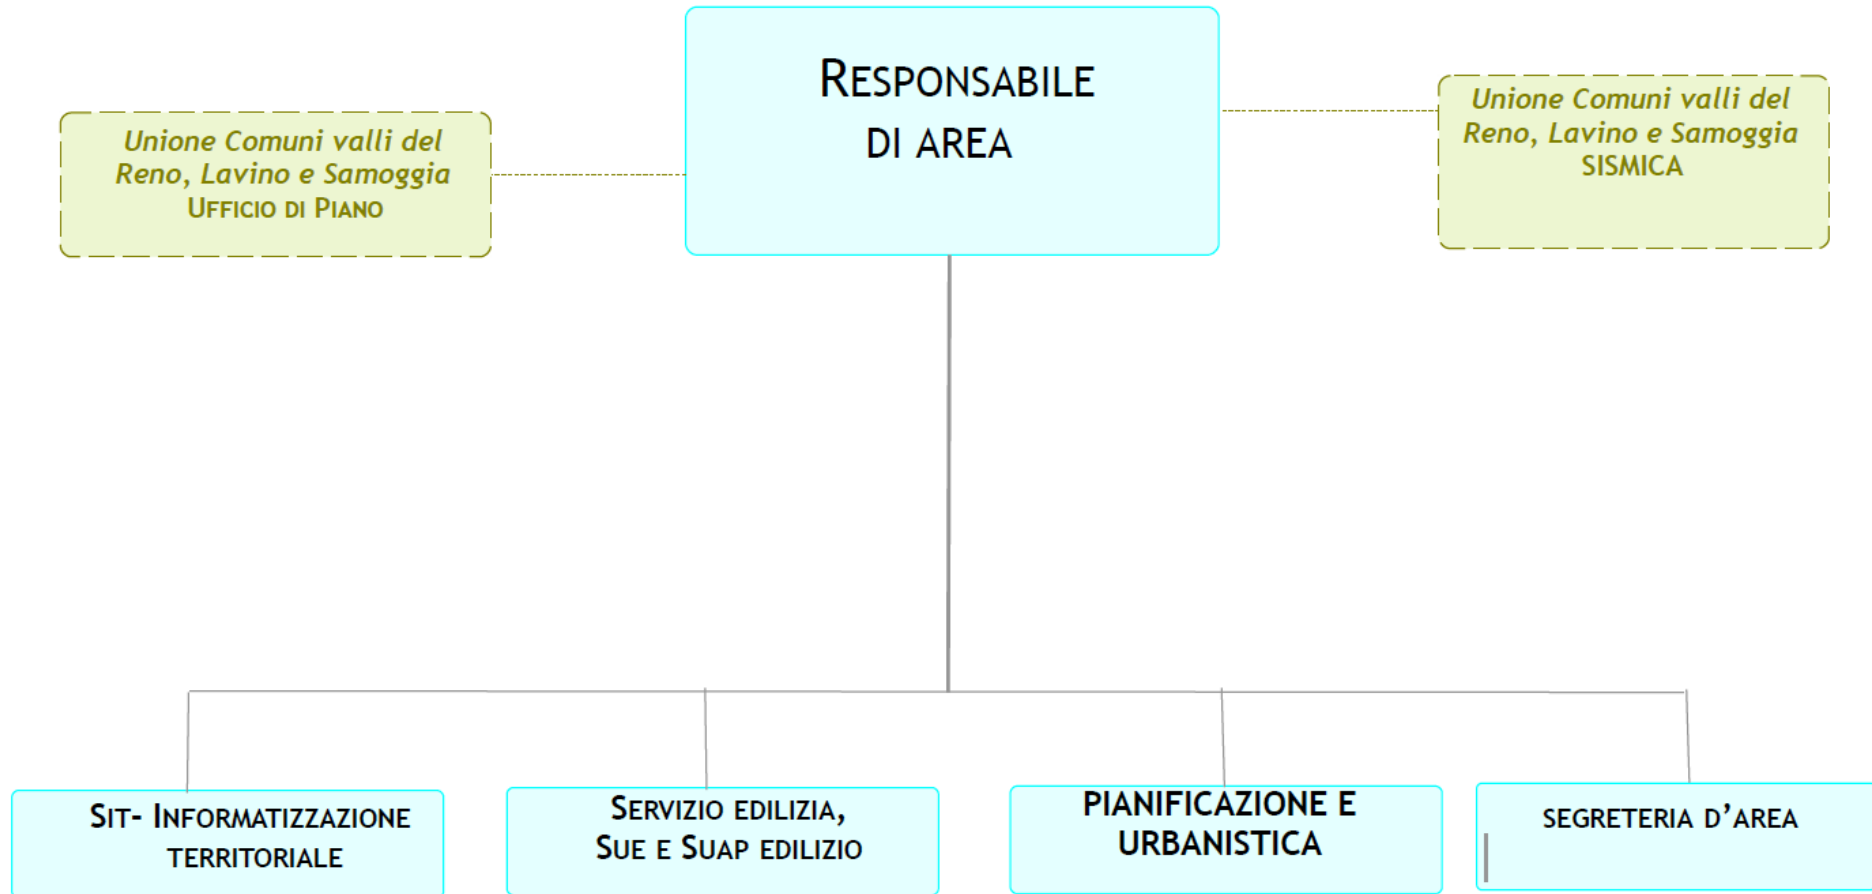 RESPONSABILE
DI AREA
Unione Comuni valli del
Reno, Lavino e Samoggia
UFFICIO DI PIANO
Unione Comuni valli del
Reno, Lavino e Samoggia
SISMICA
SIT- INFORMATIZZAZIONE
TERRITORIALE
SERVIZIO EDILIZIA,
SUE E SUAP EDILIZIO
PIANIFICAZIONE E
URBANISTICA
SEGRETERIA D’AREA